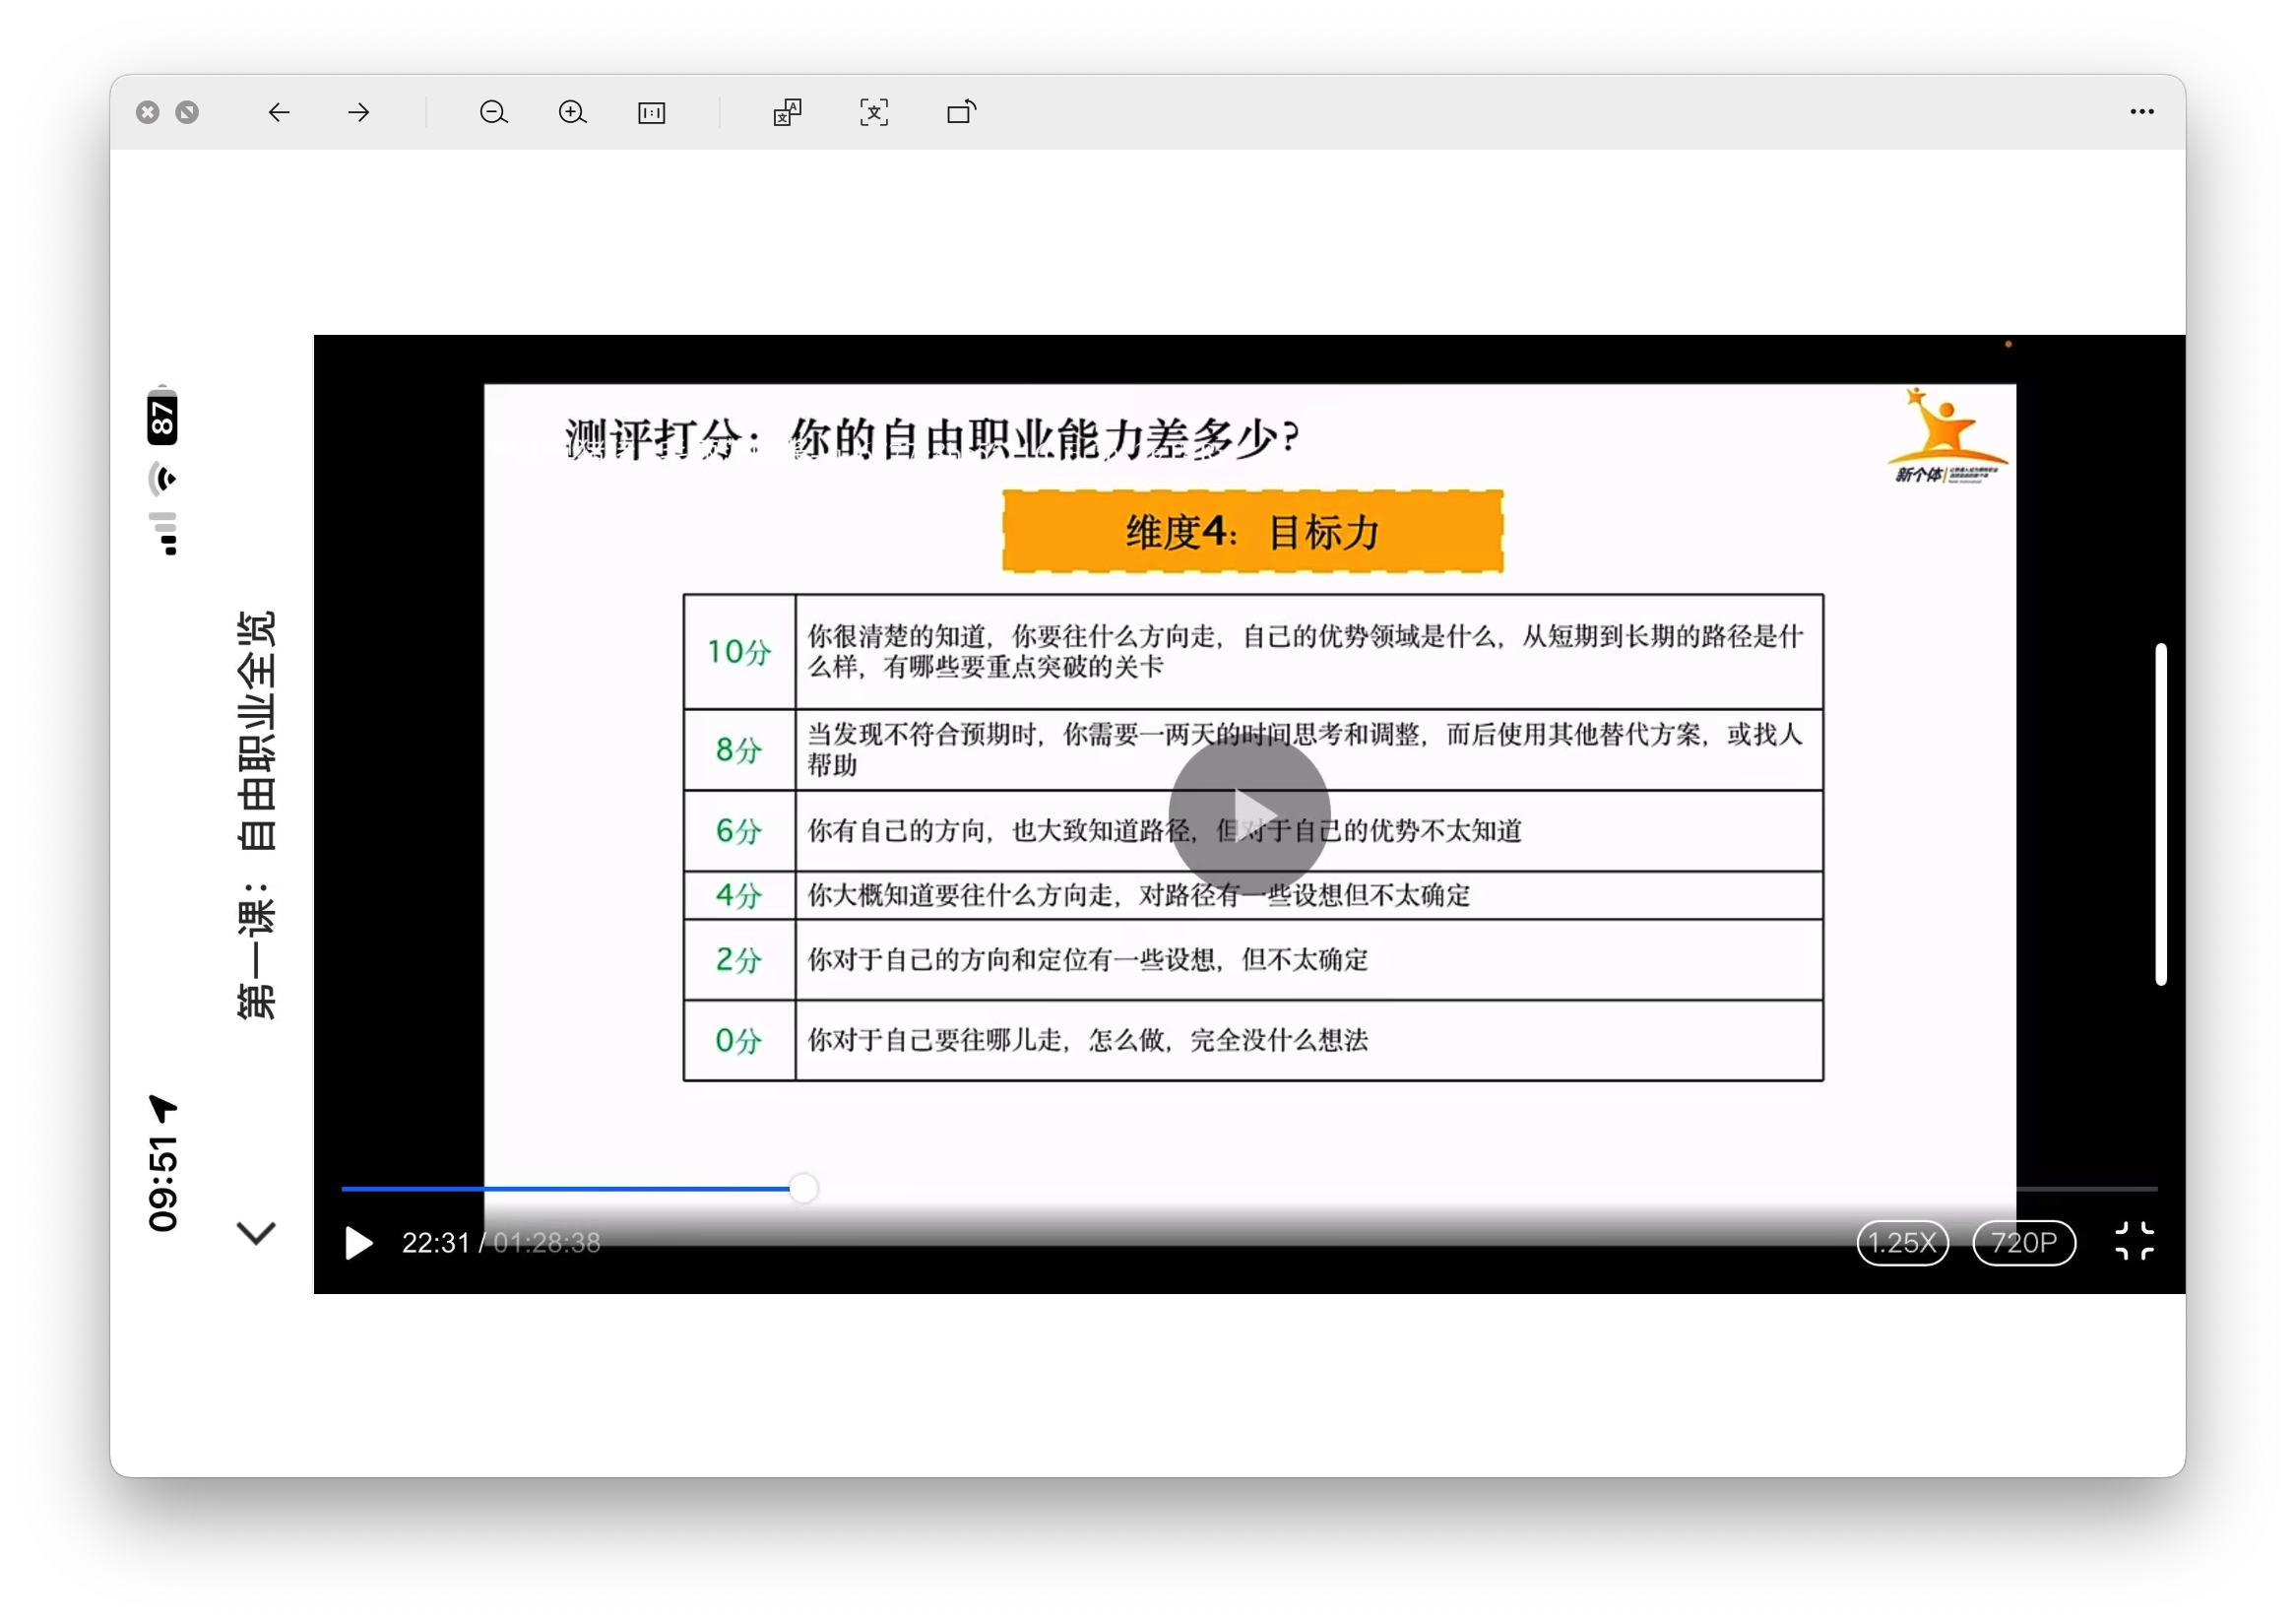 87
09:51
第一课：自由职业全览
测评打分：你的自由职业能力差多少？
新个体
维度4：目标力
10分
你很清楚的知道，你要往什么方向走，自己的优势领域是什么，从短期到长期的路径是什
么样，有哪些要重点突破的关卡
8分
当发现不符合预期时，你需要一两天的时间思考和调整，而后使用其他替代方案，或找人
帮助
6分
你有自己的方向，也大致知道路径，但对于自己的优势不太知道
4分
你大概知道要往什么方向走，对路径有一些设想但不太确定
2分
你对于自己的方向和定位有一些设想，但不太确定
0分
你对于自己要往哪儿走，怎么做，完全没什么想法
22:31 / 01:28:38
1.25X
720P